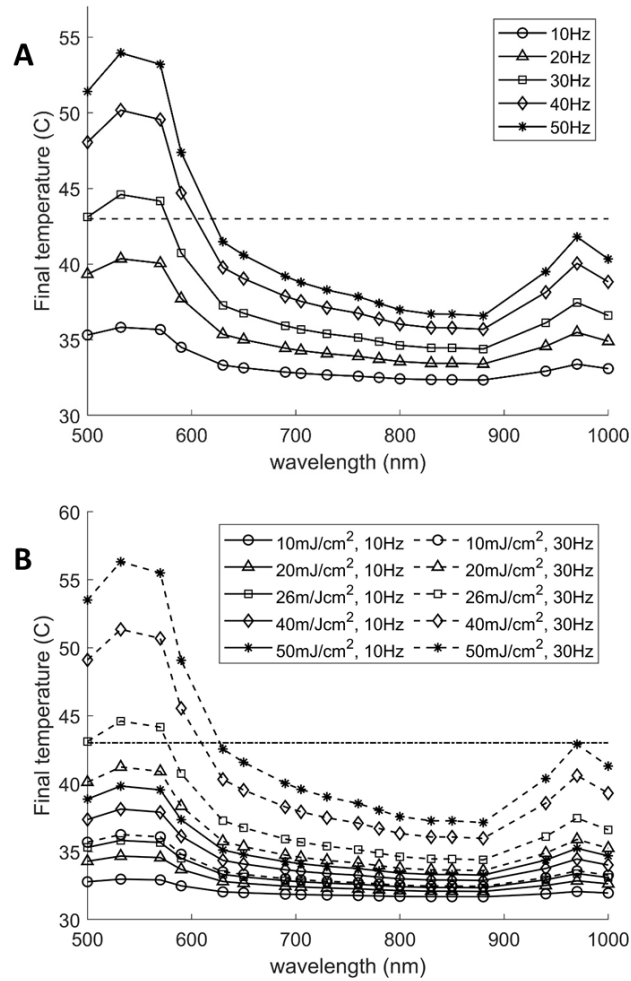 A
Final temperature (C)
55
50
45
40
35
30
10Hz
20Hz
30Hz
40Hz
50Hz
500 600 700 800 900 1000
wavelength (nm)
B
Final temperature (C)
60
55
50
45
40
35
30
10mJ/cm², 10Hz 10mJ/cm², 30Hz
20mJ/cm², 10Hz 20mJ/cm², 30Hz
26m/Jcm², 10Hz 26mJ/cm², 30Hz
40m/Jcm², 10Hz 40mJ/cm², 30Hz
50mJ/cm², 10Hz 50mJ/cm², 30Hz
500 600 700 800 900 1000
wavelength (nm)